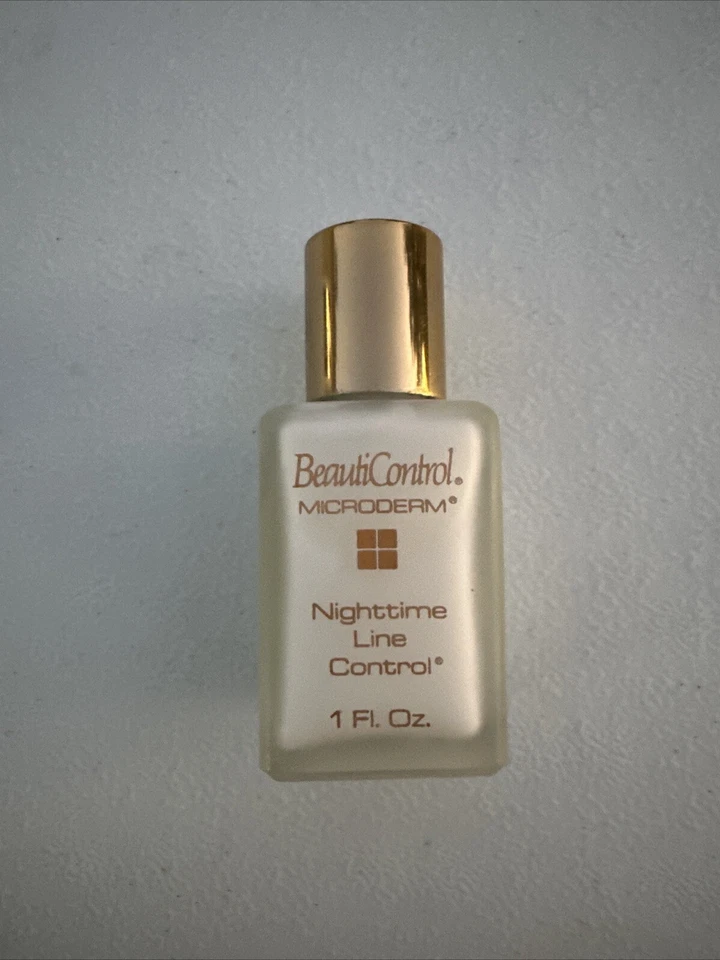 BeautiControl®
MICRODERM®
Nighttime
Line
Control®
1 Fl. Oz.